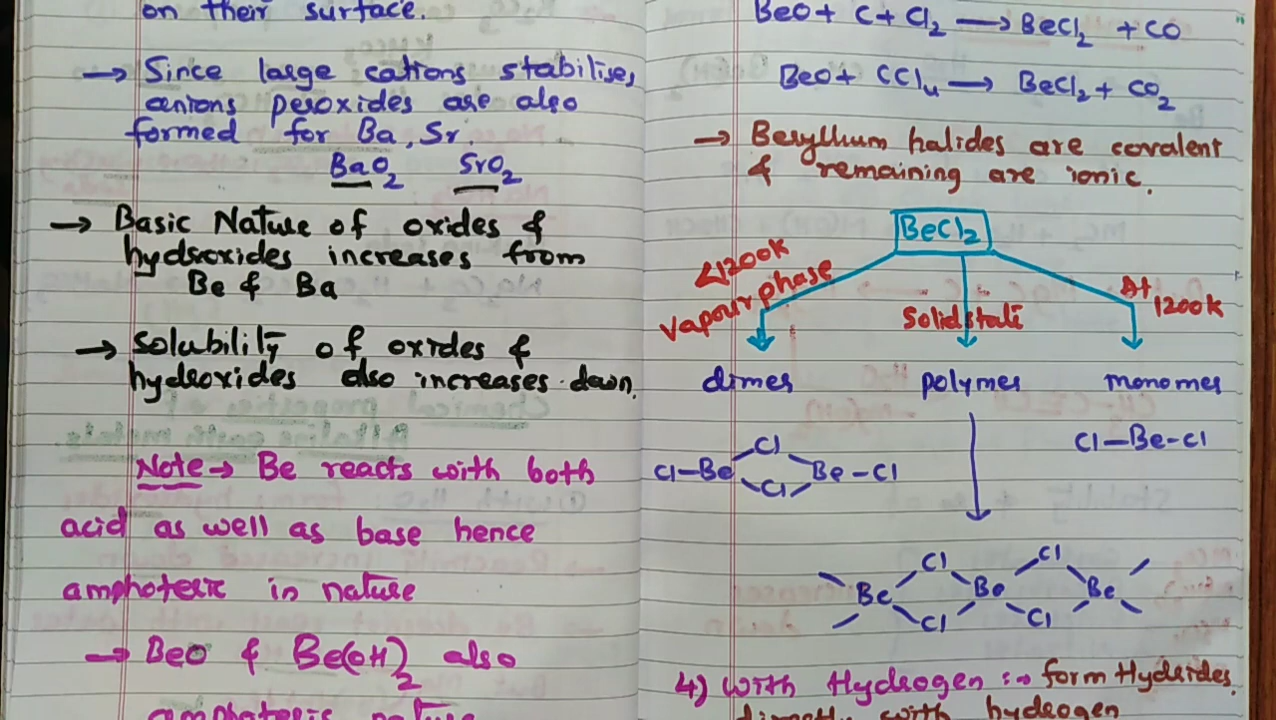 on their surface.
→ Since large cations stabilise,
anions peroxides are also
formed for Ba, Sr.
BaO₂ SrO₂
→ Basic Nature of oxides &
hydroxides increases from
Be & Ba
→ Solubility of oxides &
hydroxides also increases down.
Note → Be reacts with both
acid as well as base hence
amphoteric in nature
→ BeO & Be(OH)₂ also
amphoteric nature
BeO + C + Cl₂ → BeCl₂ + CO
BeO + CCl₄ → BeCl₂ + CO₂
→ Beryllium halides are covalent
& remaining are ionic.
BeCl₂
<1200k
vapour phase
Solid state
At 1200k
dimer polymer monomer
Cl-Be-Cl
Cl
Cl-Be Be-Cl
Cl
Cl Cl
Be Be Be
Cl Cl
4) With Hydrogen :→ form Hydrides
directly with hydrogen